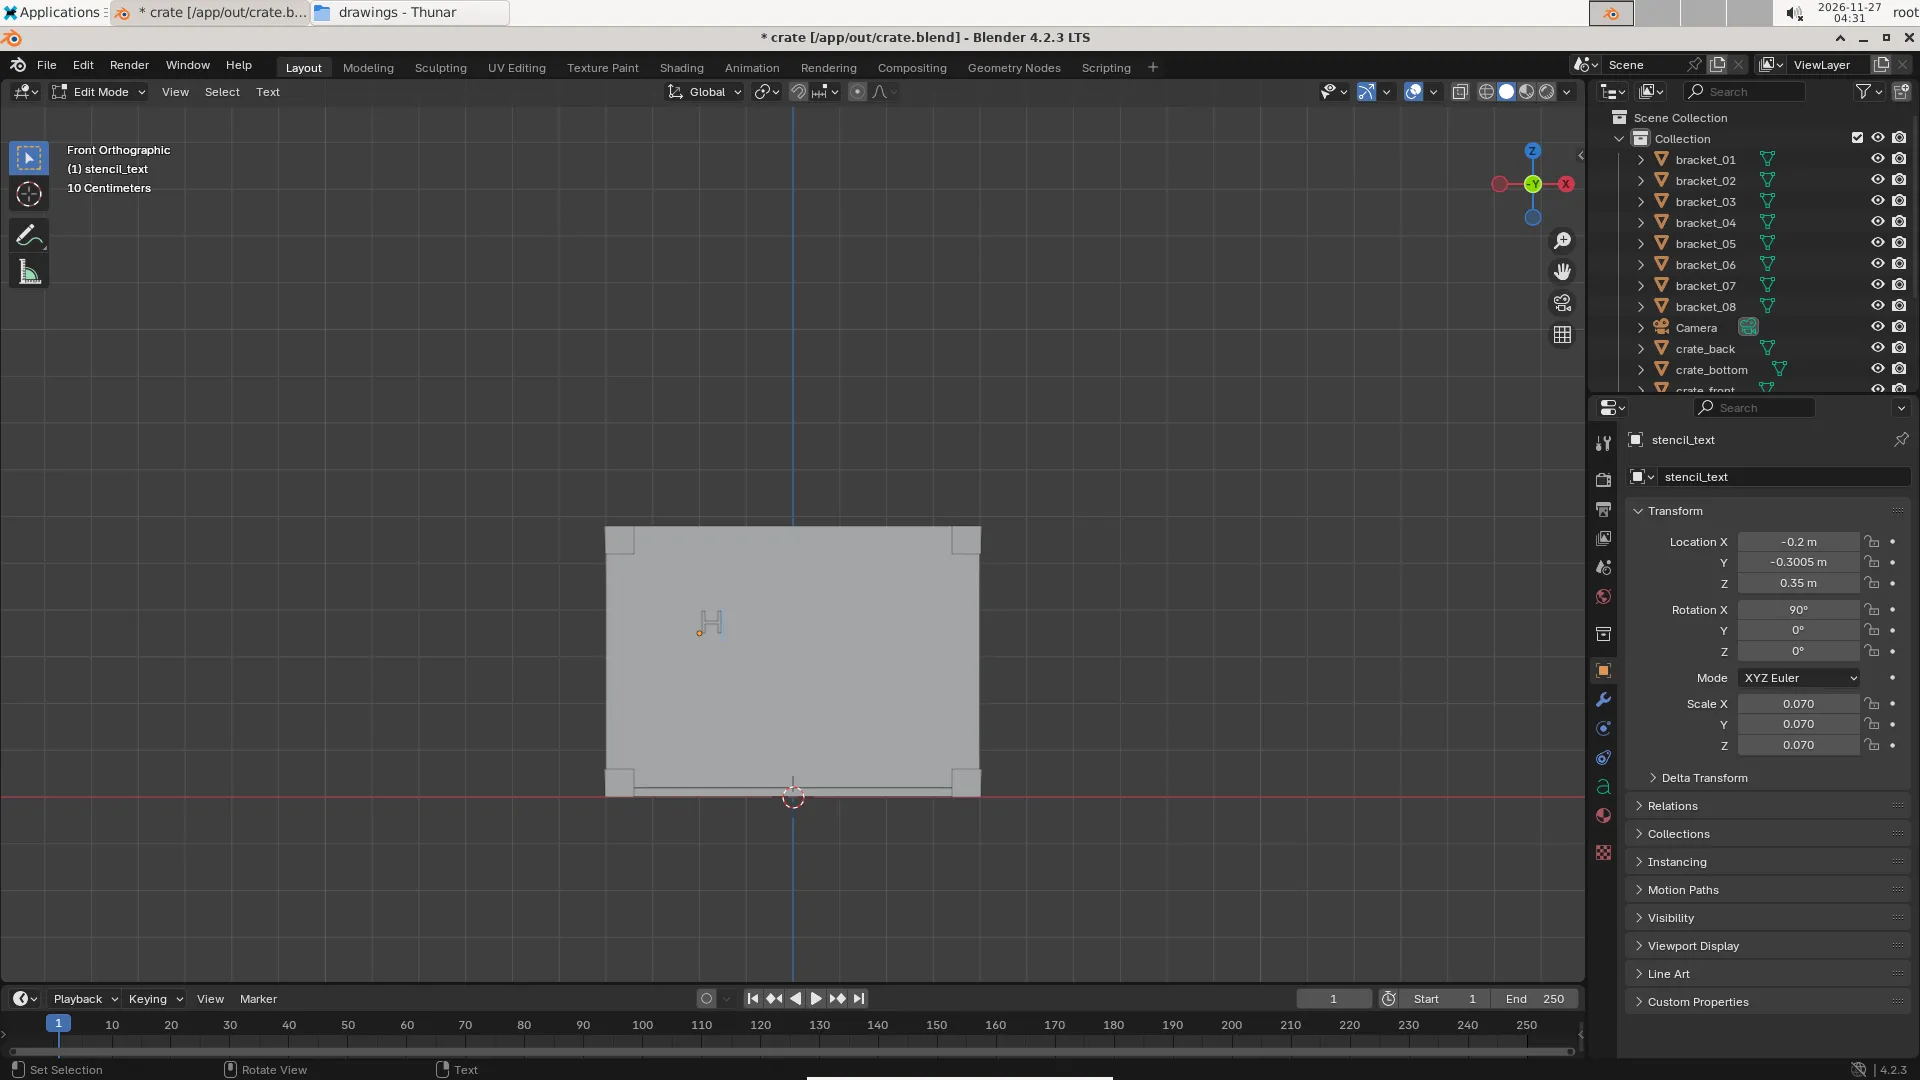 Applications
* crate [/app/out/crate.b...
drawings - Thunar
2026-11-27
04:31
root
* crate [/app/out/crate.blend] - Blender 4.2.3 LTS
File Edit Render Window Help
Layout Modeling Sculpting UV Editing Texture Paint Shading Animation Rendering Compositing Geometry Nodes Scripting
Scene
ViewLayer
Edit Mode View Select Text
Global
Search
Front Orthographic
(1) stencil_text
10 Centimeters
Z
-Y
X
H
Scene Collection
Collection
bracket_01
bracket_02
bracket_03
bracket_04
bracket_05
bracket_06
bracket_07
bracket_08
Camera
crate_back
crate_bottom
crate_front
Search
stencil_text
stencil_text
Transform
Location X -0.2 m
Y -0.3005 m
Z 0.35 m
Rotation X 90°
Y 0°
Z 0°
Mode XYZ Euler
Scale X 0.070
Y 0.070
Z 0.070
Delta Transform
Relations
Collections
Instancing
Motion Paths
Visibility
Viewport Display
Line Art
Custom Properties
Playback Keying View Marker
1
Start 1
End 250
1 10 20 30 40 50 60 70 80 90 100 110 120 130 140 150 160 170 180 190 200 210 220 230 240 250
Set Selection
Rotate View
Text
4.2.3